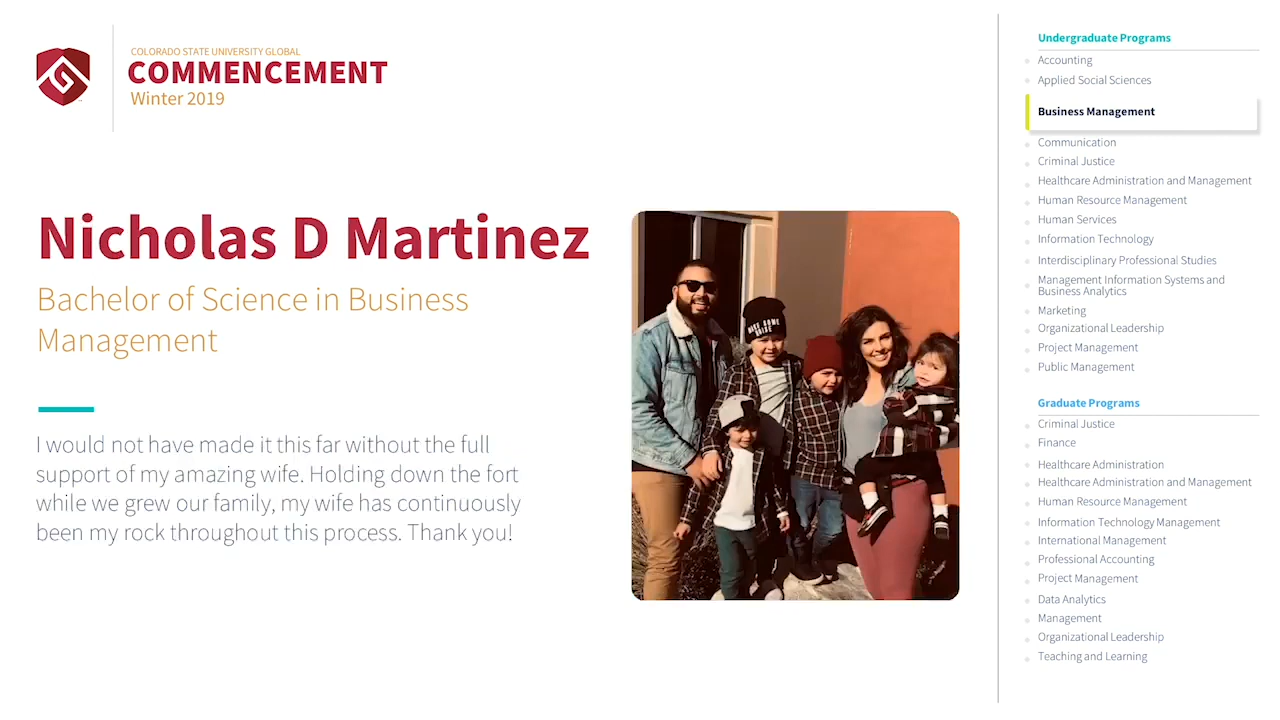 COLORADO STATE UNIVERSITY GLOBAL
COMMENCEMENT
Winter 2019
Nicholas D Martinez
Bachelor of Science in Business
Management
I would not have made it this far without the full
support of my amazing wife. Holding down the fort
while we grew our family, my wife has continuously
been my rock throughout this process. Thank you!
Undergraduate Programs
Accounting
Applied Social Sciences
Business Management
Communication
Criminal Justice
Healthcare Administration and Management
Human Resource Management
Human Services
Information Technology
Interdisciplinary Professional Studies
Management Information Systems and
Business Analytics
Marketing
Organizational Leadership
Project Management
Public Management
Graduate Programs
Criminal Justice
Finance
Healthcare Administration
Healthcare Administration and Management
Human Resource Management
Information Technology Management
International Management
Professional Accounting
Project Management
Data Analytics
Management
Organizational Leadership
Teaching and Learning